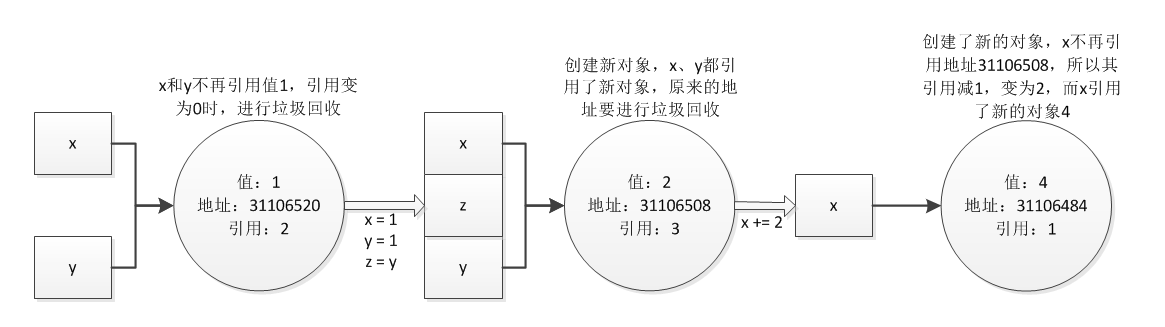 x和y不再引用值1，引用变
为0时，进行垃圾回收
x
y
值：1
地址：31106520
引用：2
x = 1
y = 1
z = y
创建新对象，x、y都引
用了新对象，原来的地
址要进行垃圾回收
x
z
y
值：2
地址：31106508
引用：3
x += 2
创建了新的对象，x不再引
用地址31106508，所以其
引用减1，变为2，而x引用
了新的对象4
x
值：4
地址：31106484
引用：1